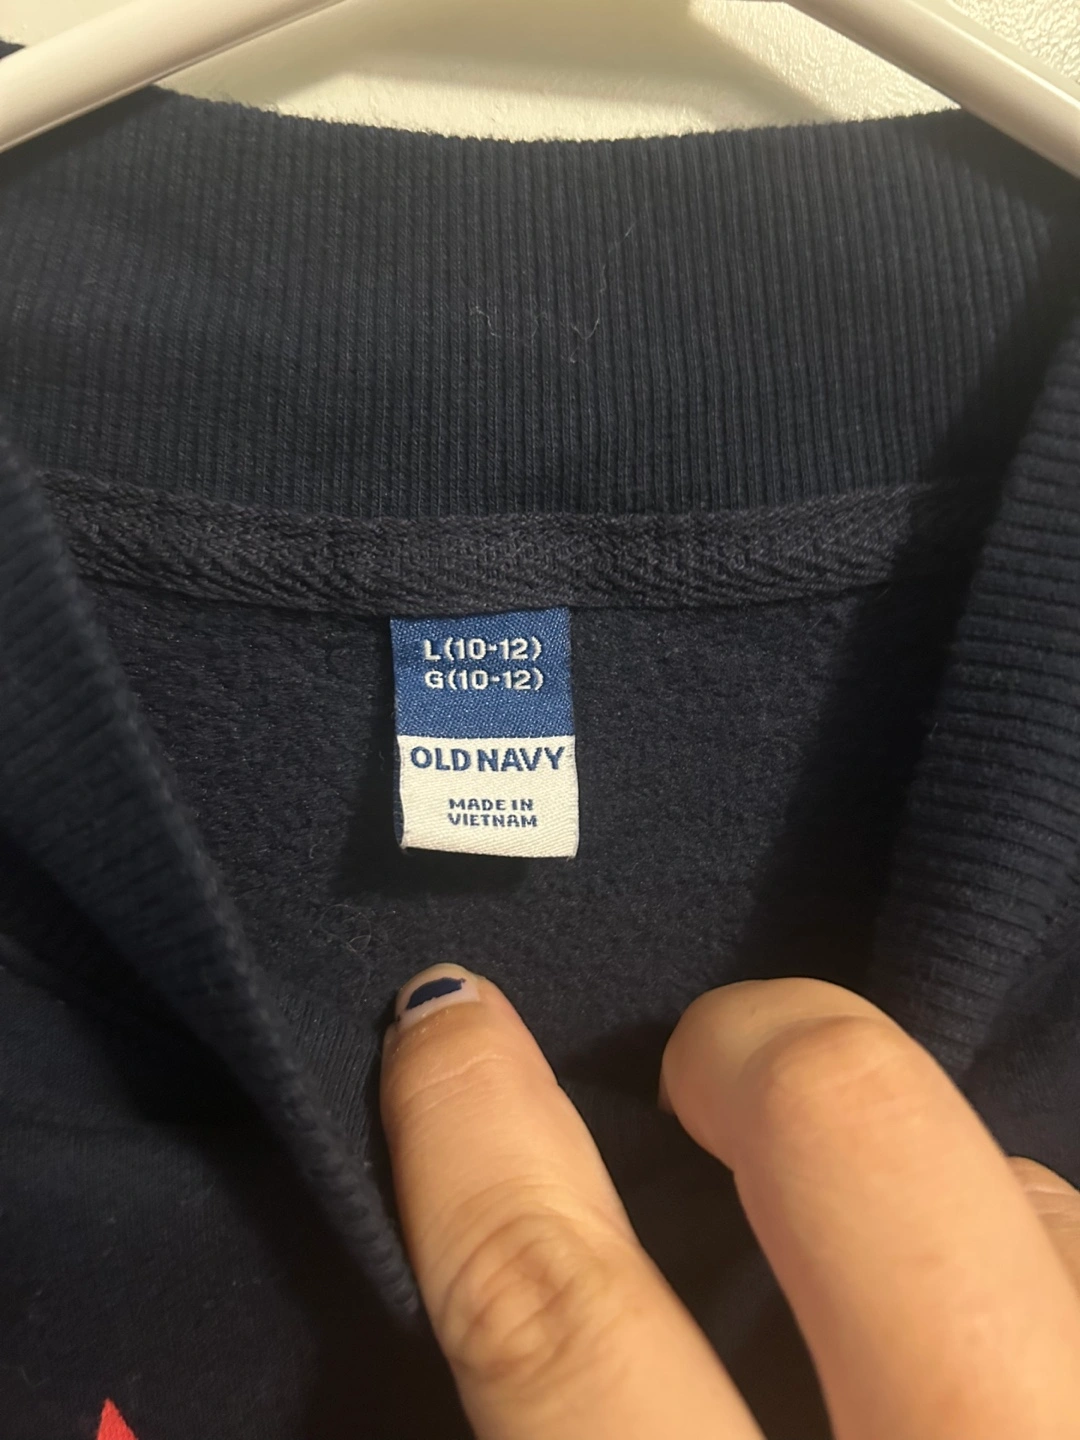 L(10-12)
G(10-12)
OLD NAVY
MADE IN
VIETNAM